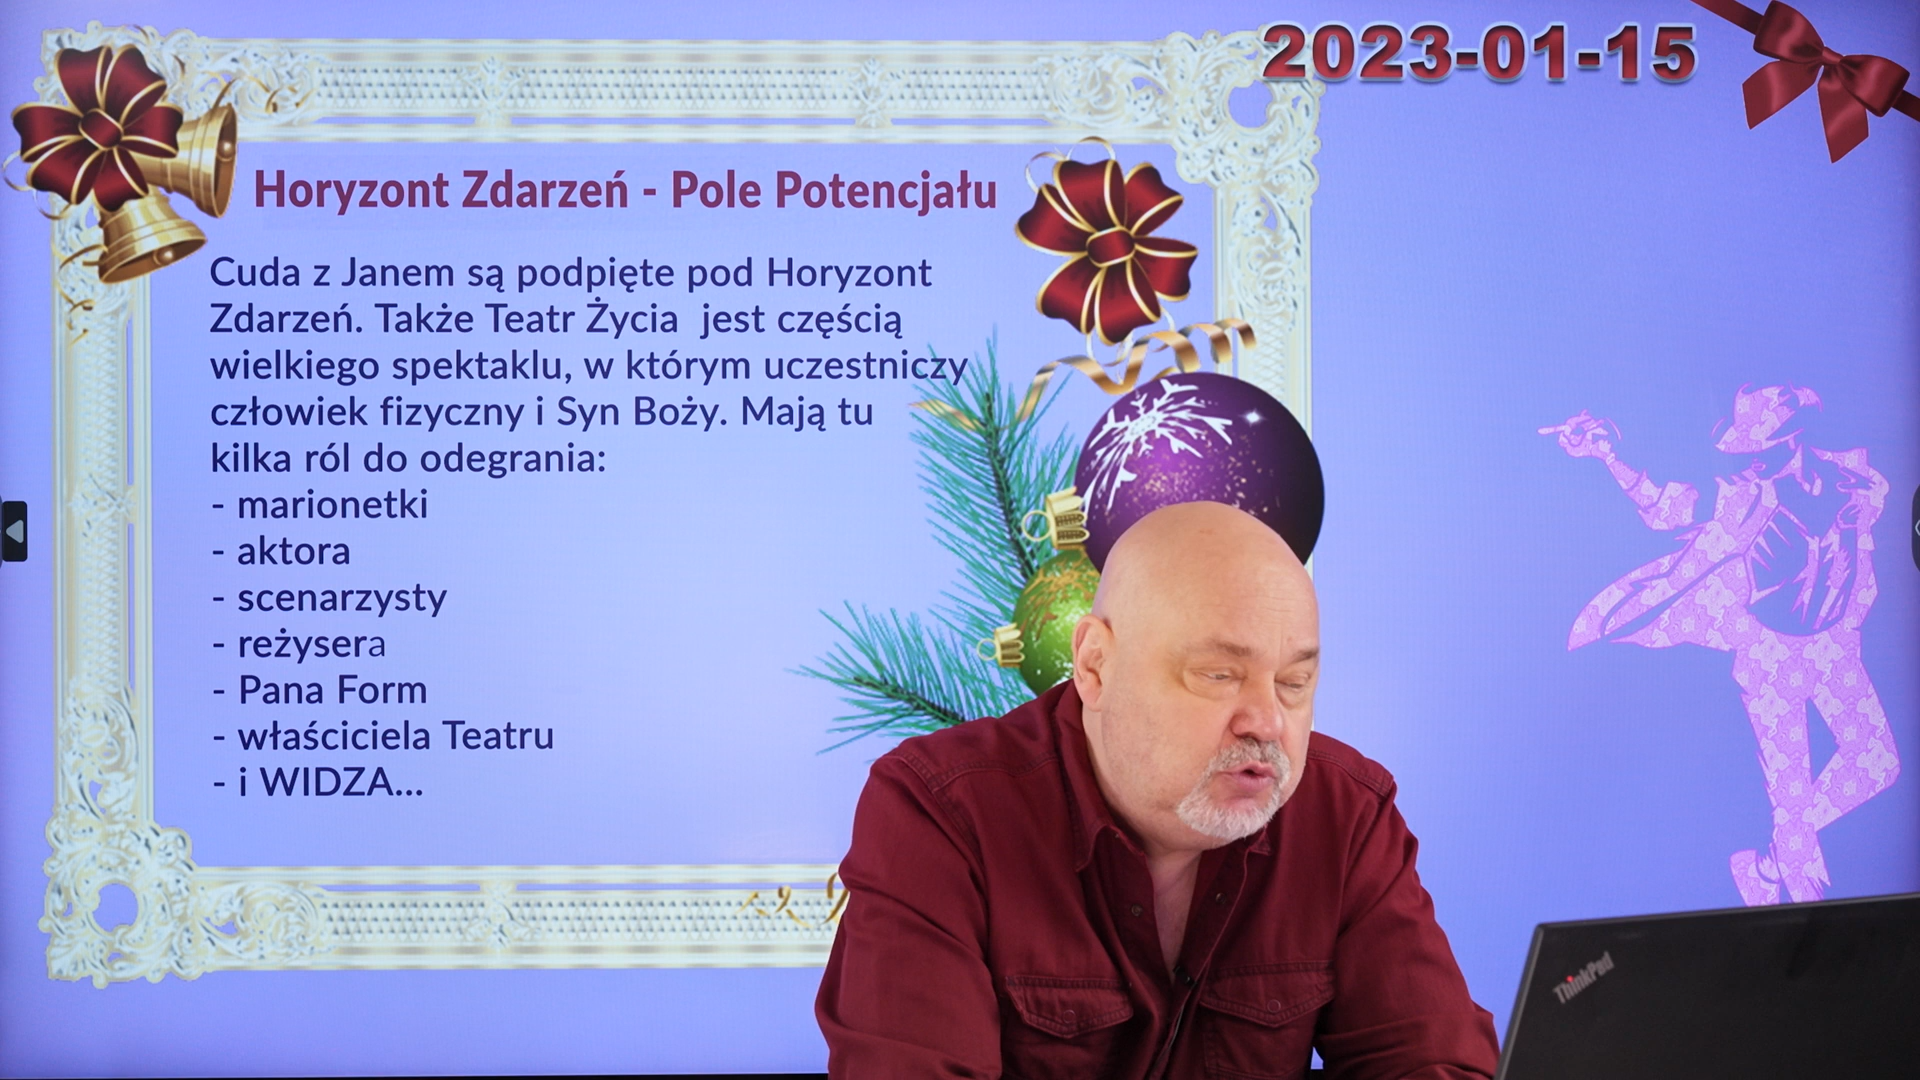 2023-01-15
Horyzont Zdarzeń - Pole Potencjału
Cuda z Janem są podpięte pod Horyzont
Zdarzeń. Także Teatr Życia jest częścią
wielkiego spektaklu, w którym uczestniczy
człowiek fizyczny i Syn Boży. Mają tu
kilka ról do odegrania:
- marionetki
- aktora
- scenarzysty
- reżysera
- Pana Form
- właściciela Teatru
- i WIDZA...
ThinkPad